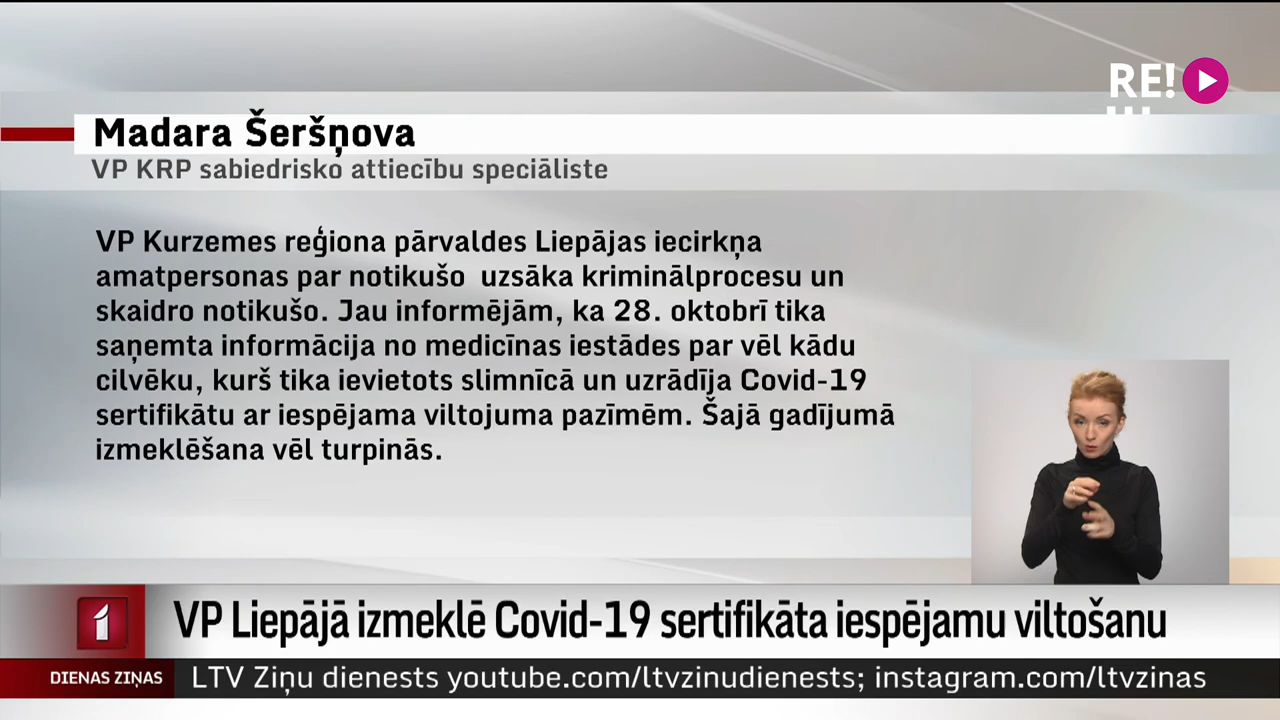 RE!
Madara Šeršņova
VP KRP sabiedrisko attiecību speciāliste
VP Kurzemes reģiona pārvaldes Liepājas iecirkņa
amatpersonas par notikušo  uzsāka kriminālprocesu un
skaidro notikušo. Jau informējām, ka 28. oktobrī tika
saņemta informācija no medicīnas iestādes par vēl kādu
cilvēku, kurš tika ievietots slimnīcā un uzrādīja Covid-19
sertifikātu ar iespējama viltojuma pazīmēm. Šajā gadījumā
izmeklēšana vēl turpinās.
1
VP Liepājā izmeklē Covid-19 sertifikāta iespējamu viltošanu
DIENAS ZIŅAS
LTV Ziņu dienests youtube.com/ltvzinudienests; instagram.com/ltvzinas